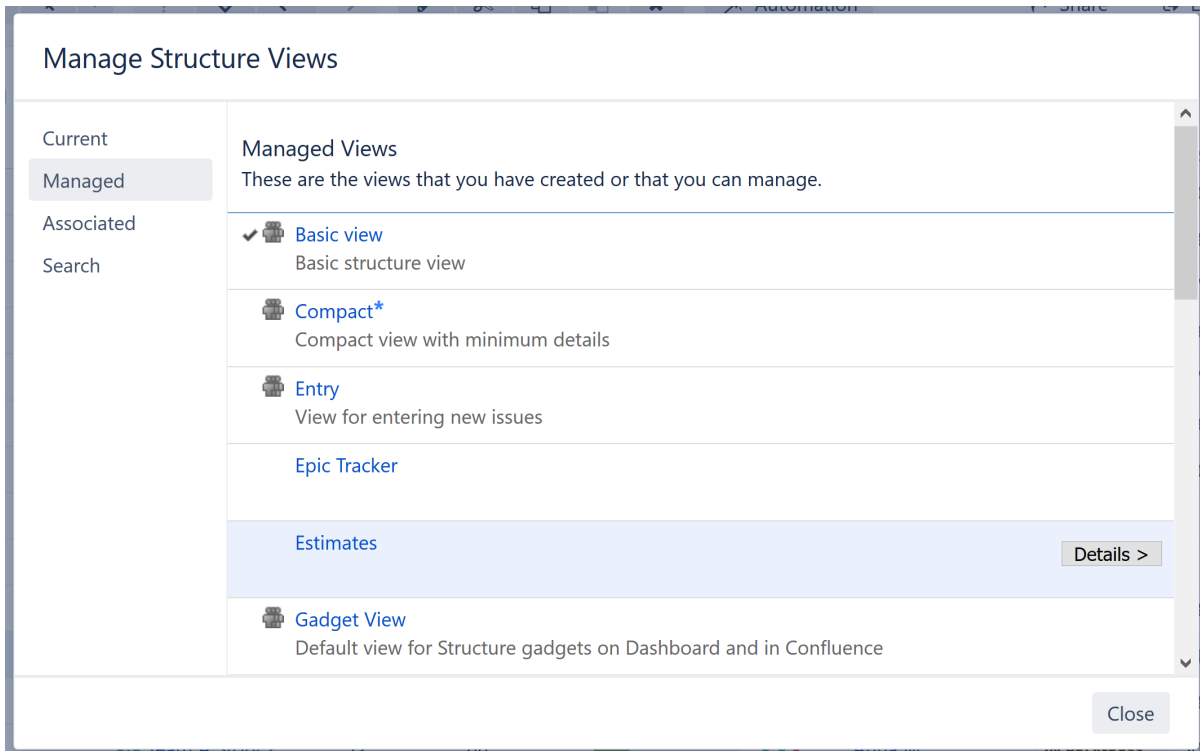 Automation
Share
Manage Structure Views
Current
Managed
Associated
Search
Managed Views
These are the views that you have created or that you can manage.
Basic view
Basic structure view
Compact*
Compact view with minimum details
Entry
View for entering new issues
Epic Tracker
Estimates
Details >
Gadget View
Default view for Structure gadgets on Dashboard and in Confluence
Close